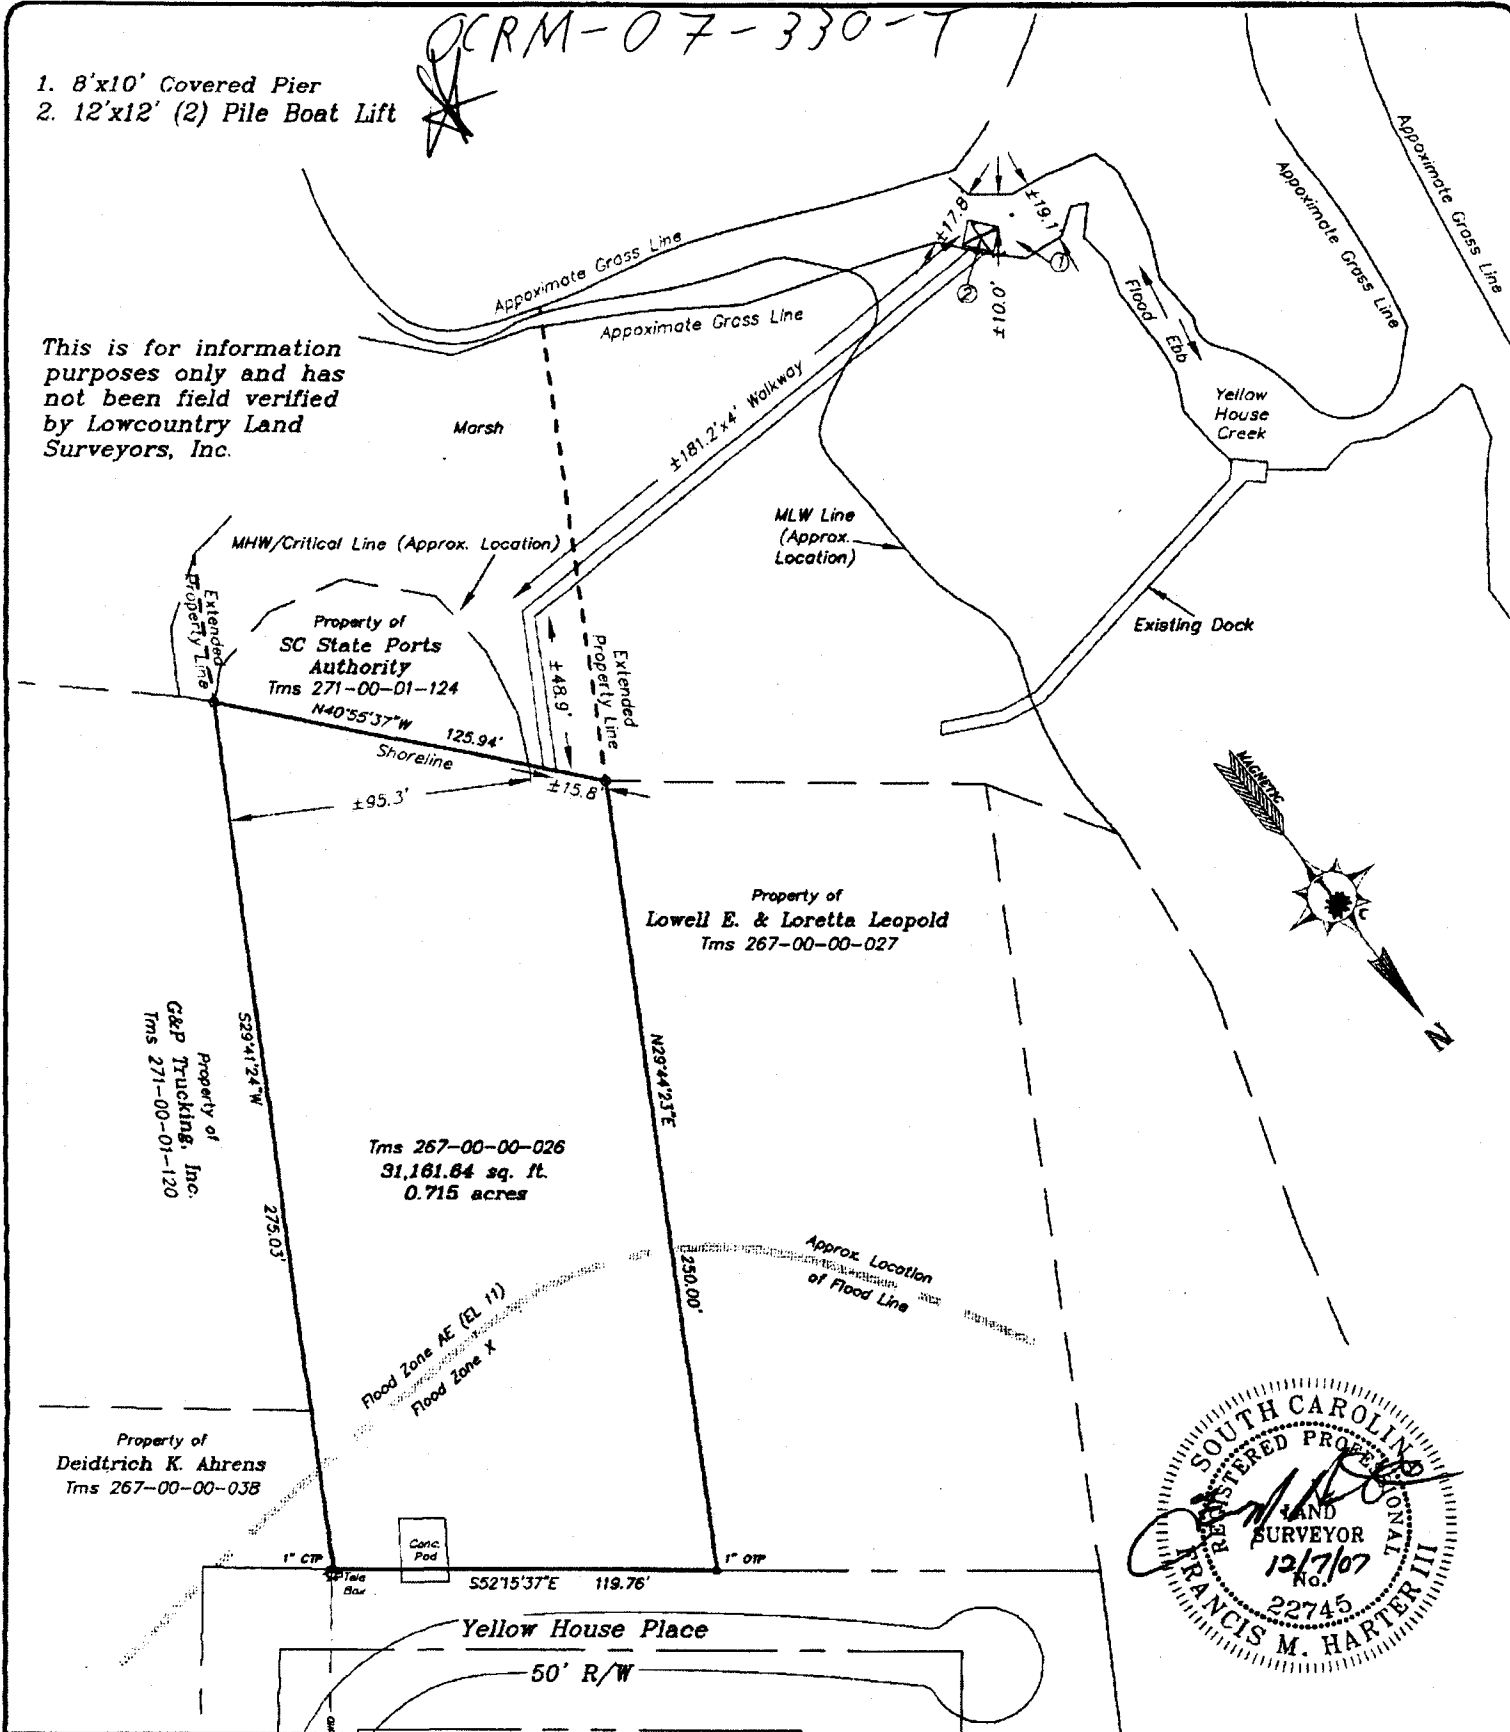 OCRM-07-330-T
1. 8'x10' Covered Pier
2. 12'x12' (2) Pile Boat Lift
Appoximate Grass Line
Appoximate Grass Line
Appoximate Grass Line
Appoximate Grass Line
±17.8'
±19.1'
1
2
±10.0'
Flood
Ebb
Yellow
House
Creek
This is for information
purposes only and has
not been field verified
by Lowcountry Land
Surveyors, Inc.
Marsh
±181.2'x4' Walkway
MLW Line
(Approx.
Location)
MHW/Critical Line (Approx. Location)
Existing Dock
Extended
Property Line
Property of
SC State Ports
Authority
Tms 271-00-01-124
N40°55'37"W
125.94'
Shoreline
±48.9'
Extended
Property Line
±95.3'
±15.8'
MAGNETIC
N
Property of
Lowell E. & Loretta Leopold
Tms 267-00-00-027
Property of
G&P Trucking, Inc.
Tms 271-00-01-120
S29°41'24"W
275.03'
N29°44'23"E
250.00'
Tms 267-00-00-026
31,161.64 sq. ft.
0.715 acres
Approx. Location
of Flood Line
Flood Zone AE (EL 11)
Flood Zone X
Property of
Deidtrich K. Ahrens
Tms 267-00-00-038
1" CTP
Tele
Box
Conc.
Pad
1" OTP
S52°15'37"E
119.76'
Yellow House Place
50' R/W
SOUTH CAROLINA
REGISTERED PROFESSIONAL
LAND
SURVEYOR
12/7/07
No.
22745
FRANCIS M. HARTER III